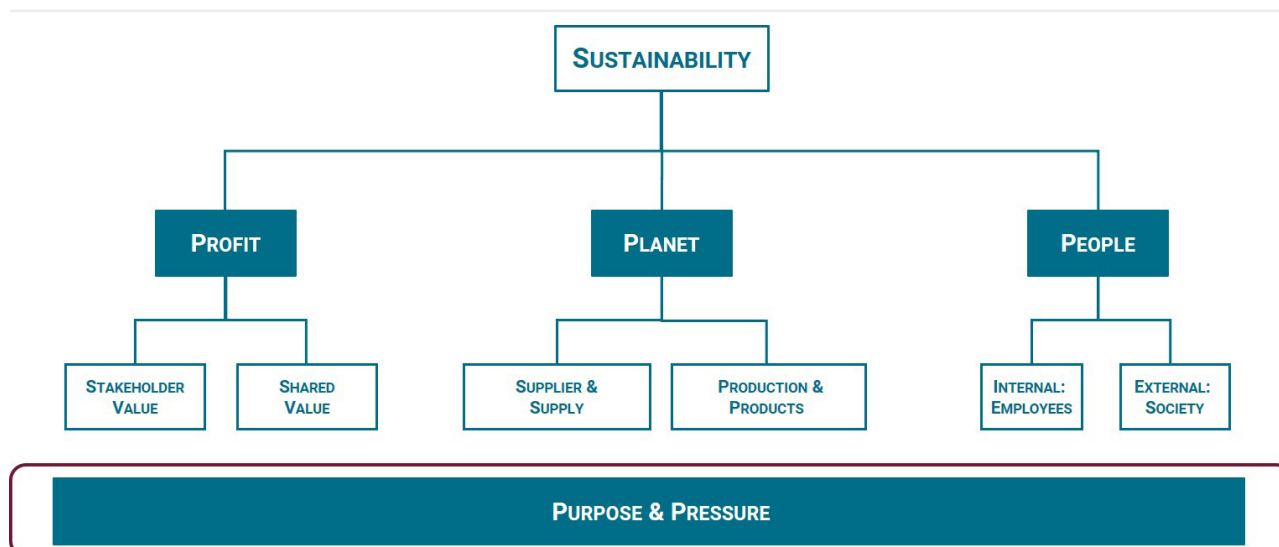 SUSTAINABILITY
PROFIT
PLANET
PEOPLE
STAKEHOLDER
VALUE
SHARED
VALUE
SUPPLIER &
SUPPLY
PRODUCTION &
PRODUCTS
INTERNAL:
EMPLOYEES
EXTERNAL:
SOCIETY
PURPOSE & PRESSURE